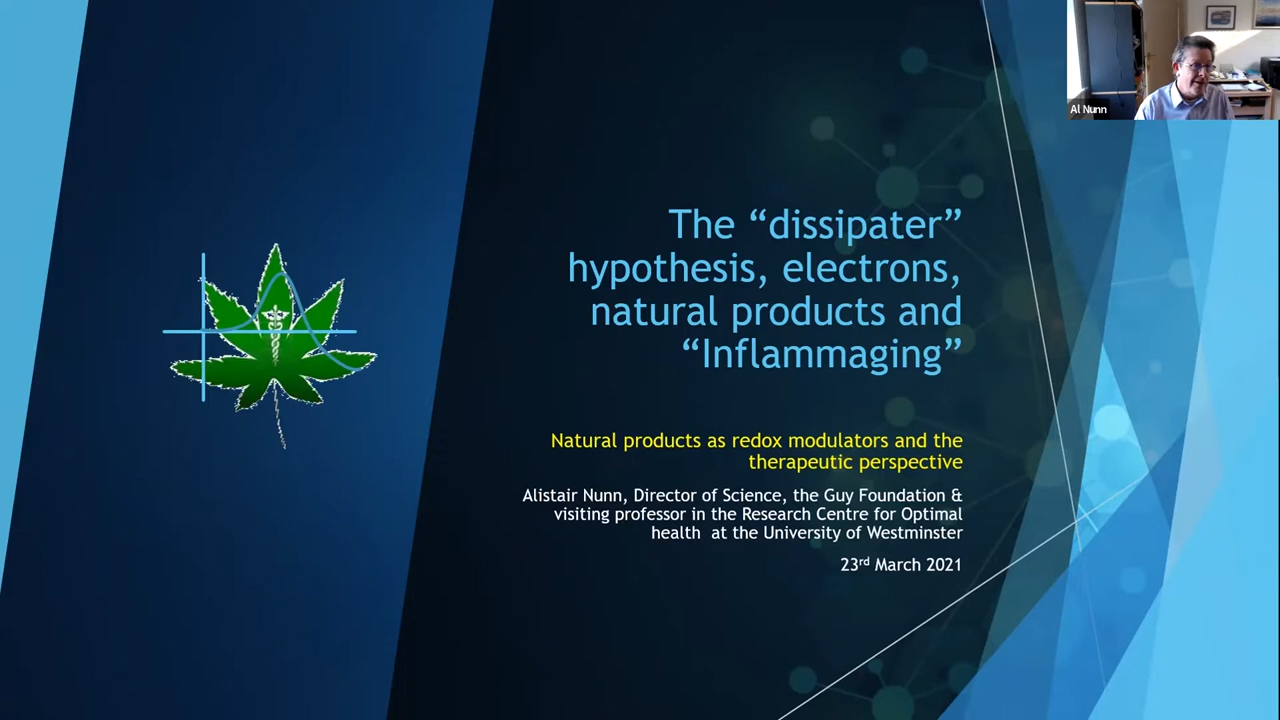 Al Nunn
The “dissipater”
hypothesis, electrons,
natural products and
“Inflammaging”
Natural products as redox modulators and the
therapeutic perspective
Alistair Nunn, Director of Science, the Guy Foundation &
visiting professor in the Research Centre for Optimal
health at the University of Westminster
23rd March 2021